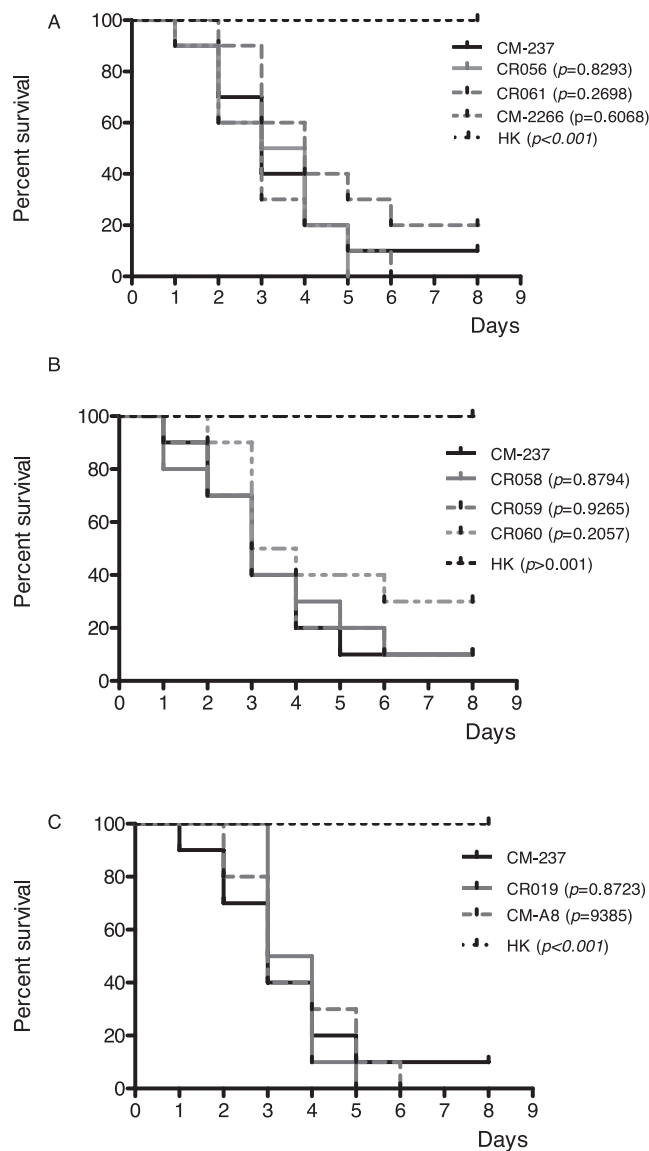 A
Percent survival
100
80
60
40
20
0
0 1 2 3 4 5 6 7 8 9
Days
CM-237
CR056 (p=0.8293)
CR061 (p=0.2698)
CM-2266 (p=0.6068)
HK (p<0.001)
B
Percent survival
100
80
60
40
20
0
0 1 2 3 4 5 6 7 8 9
Days
CM-237
CR058 (p=0.8794)
CR059 (p=0.9265)
CR060 (p=0.2057)
HK (p>0.001)
C
Percent survival
100
80
60
40
20
0
0 1 2 3 4 5 6 7 8 9
Days
CM-237
CR019 (p=0.8723)
CM-A8 (p=9385)
HK (p<0.001)